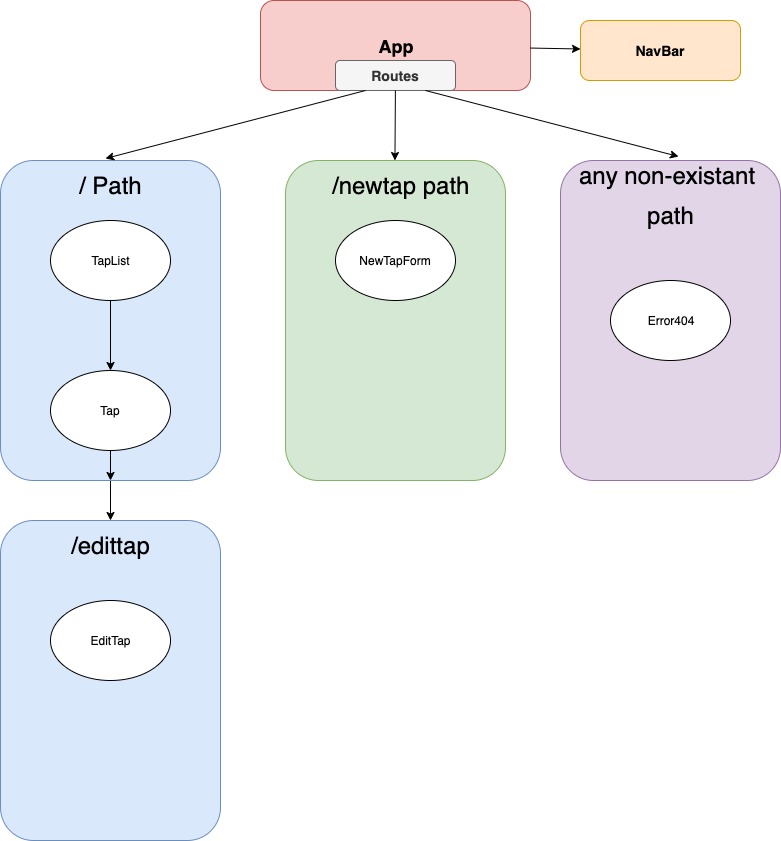 App
NavBar
Routes
/ Path
/newtap path
any non-existant
path
TapList
NewTapForm
Error404
Tap
/edittap
EditTap